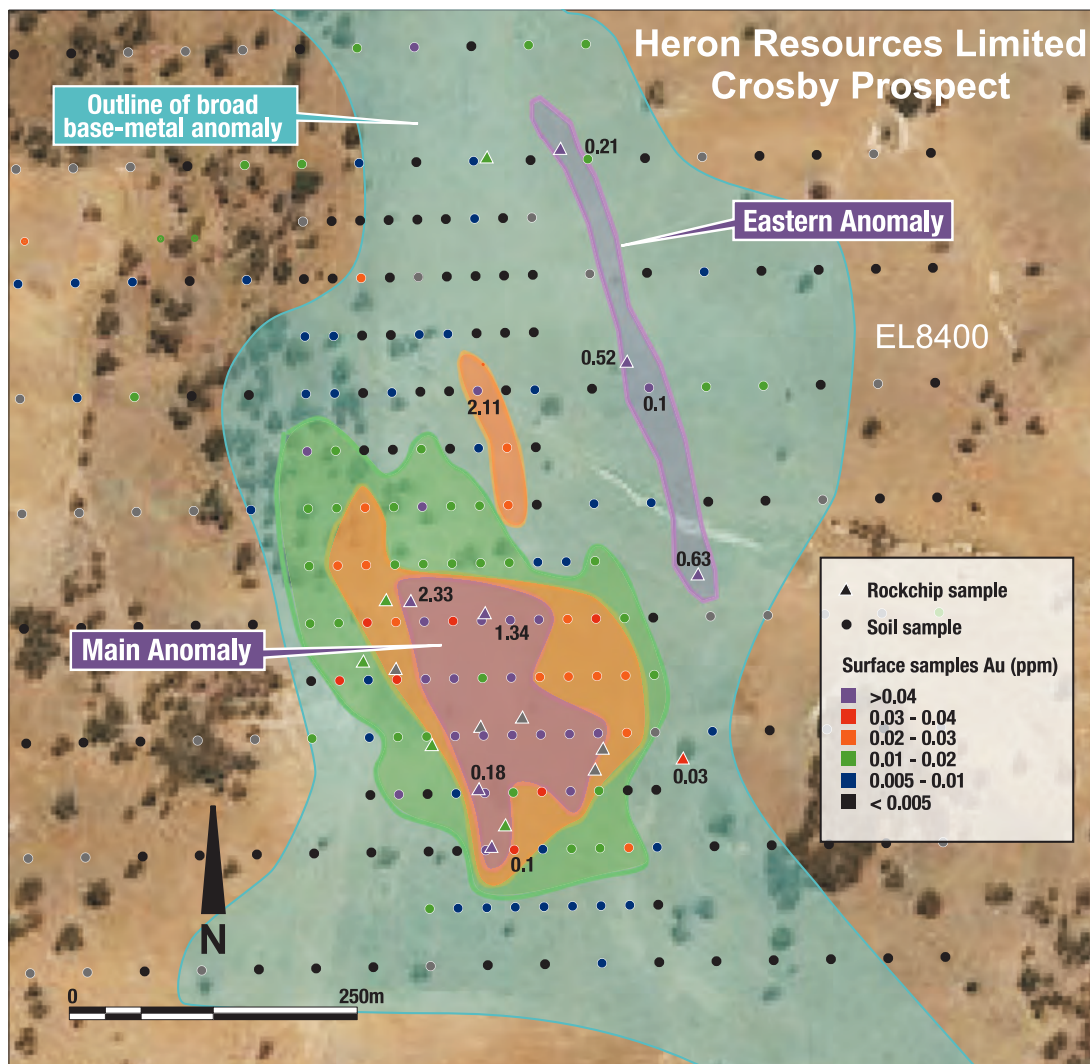 Heron Resources Limited
Crosby Prospect
Outline of broad
base-metal anomaly
0.21
Eastern Anomaly
EL8400
0.52
0.1
2.11
0.63
2.33
1.34
Main Anomaly
0.18
0.03
0.1
Rockchip sample
Soil sample
Surface samples Au (ppm)
>0.04
0.03 - 0.04
0.02 - 0.03
0.01 - 0.02
0.005 - 0.01
< 0.005
N
0 250m